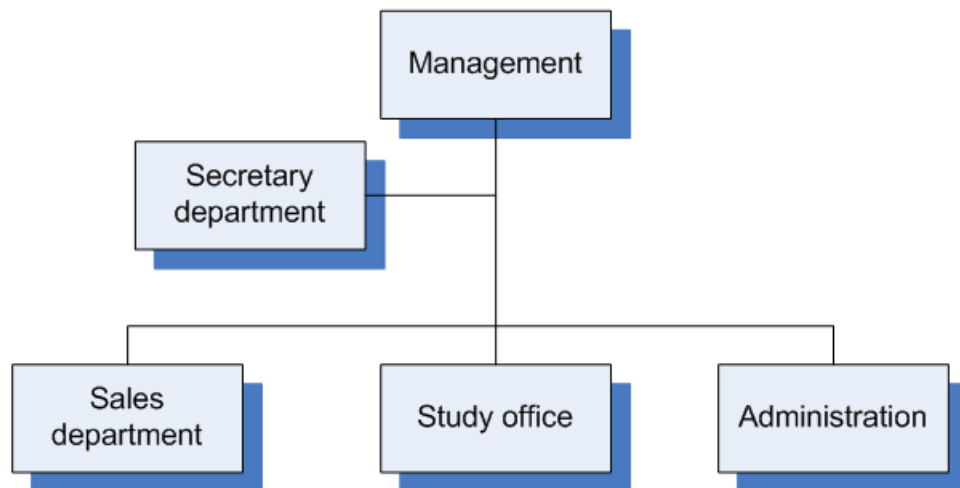 Management
Secretary
department
Sales
department
Study office
Administration